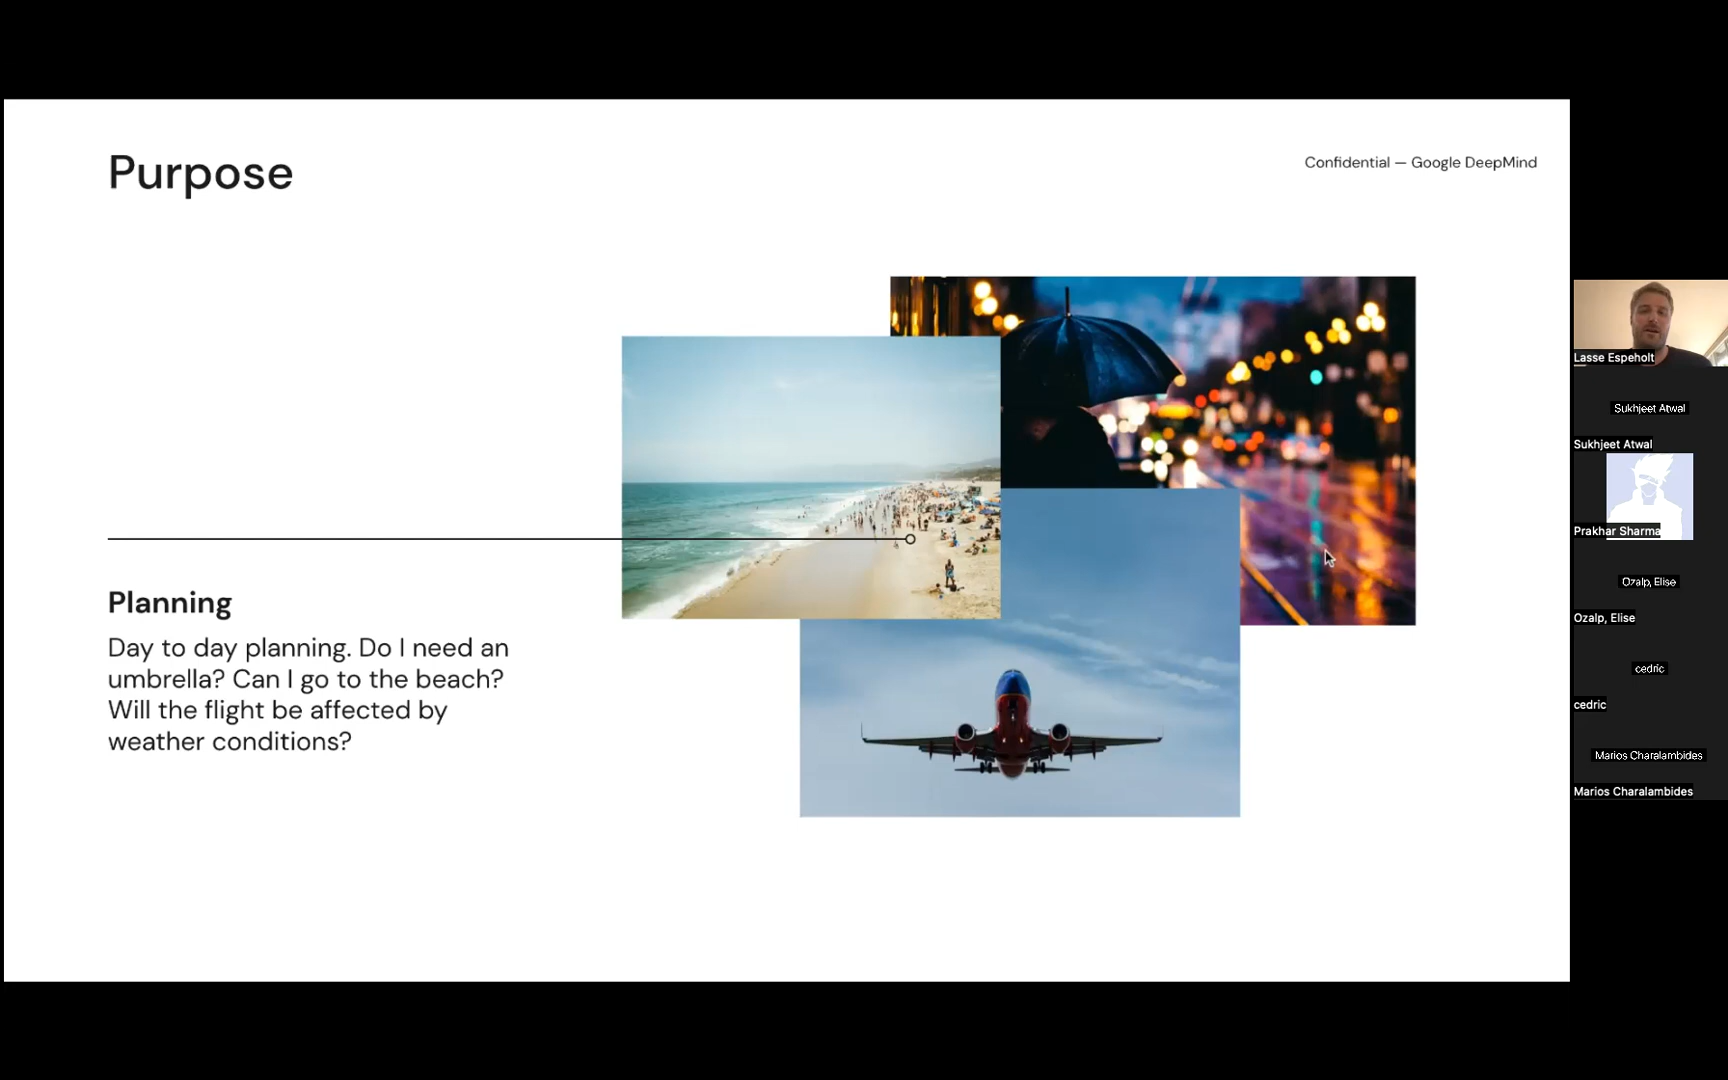 Purpose
Confidential — Google DeepMind
Planning
Day to day planning. Do I need an
umbrella? Can I go to the beach?
Will the flight be affected by
weather conditions?
Lasse Espeholt
Sukhjeet Atwal
Sukhjeet Atwal
Prakhar Sharma
Ozalp, Elise
Ozalp, Elise
cedric
cedric
Marios Charalambides
Marios Charalambides